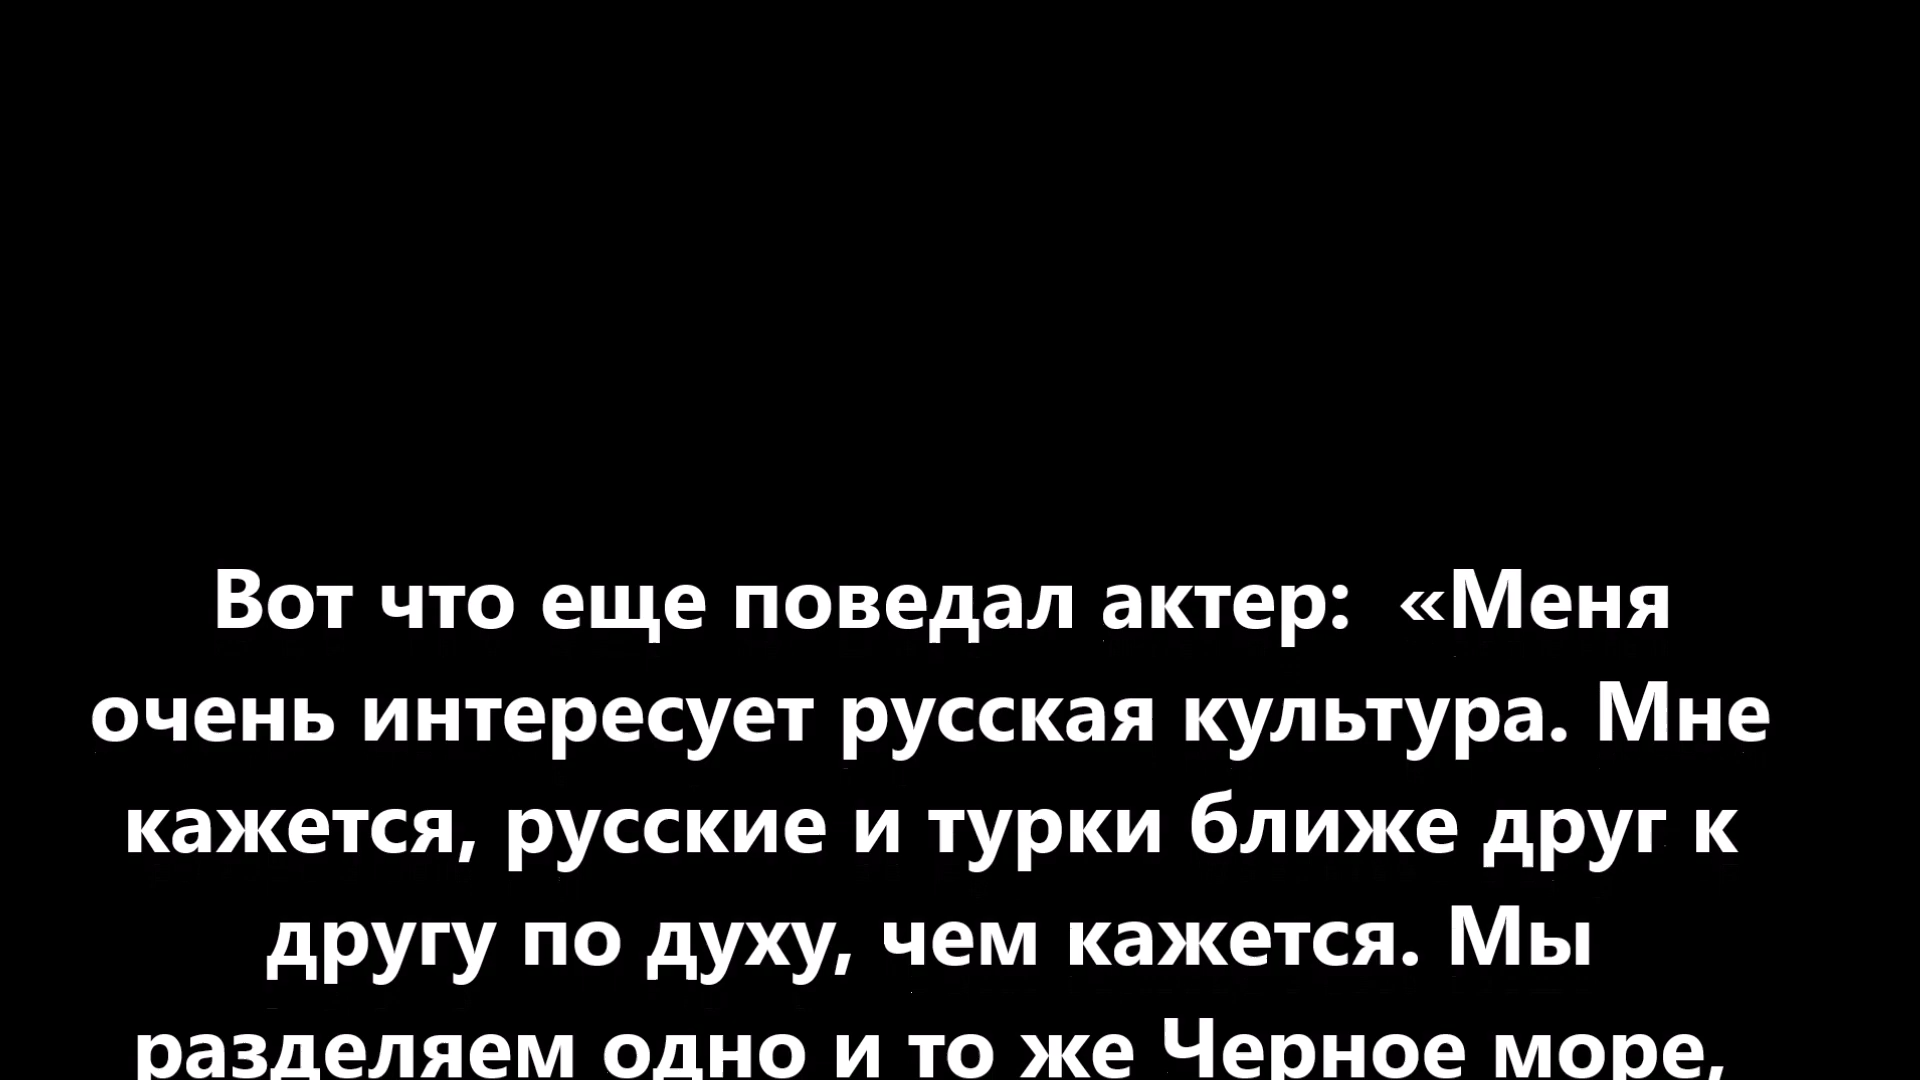 Вот что еще поведал актер:  «Меня
очень интересует русская культура. Мне
кажется, русские и турки ближе друг к
другу по духу, чем кажется. Мы
разделяем одно и то же Черное море,